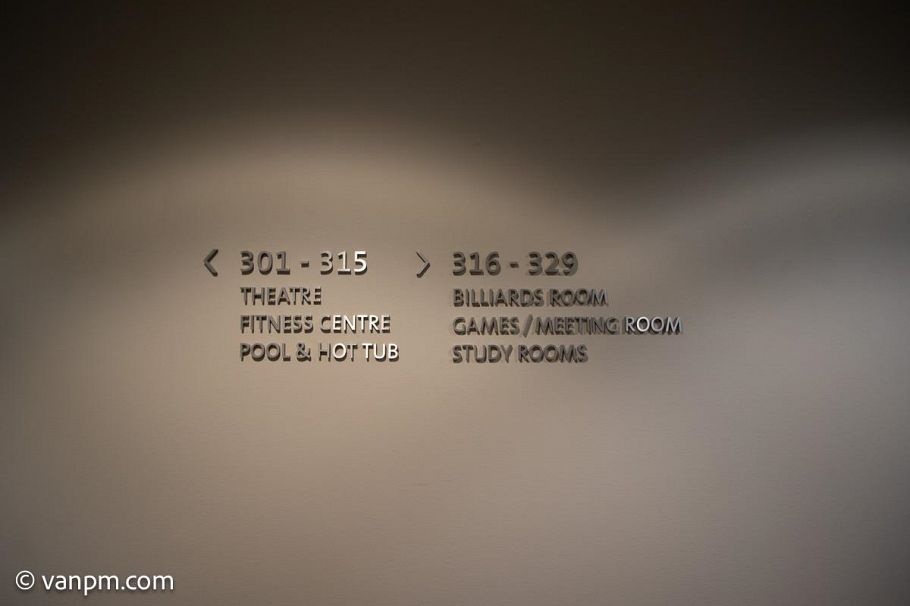 < 301 - 315
THEATRE
FITNESS CENTRE
POOL & HOT TUB
> 316 - 329
BILLIARDS ROOM
GAMES / MEETING ROOM
STUDY ROOMS
© vanpm.com